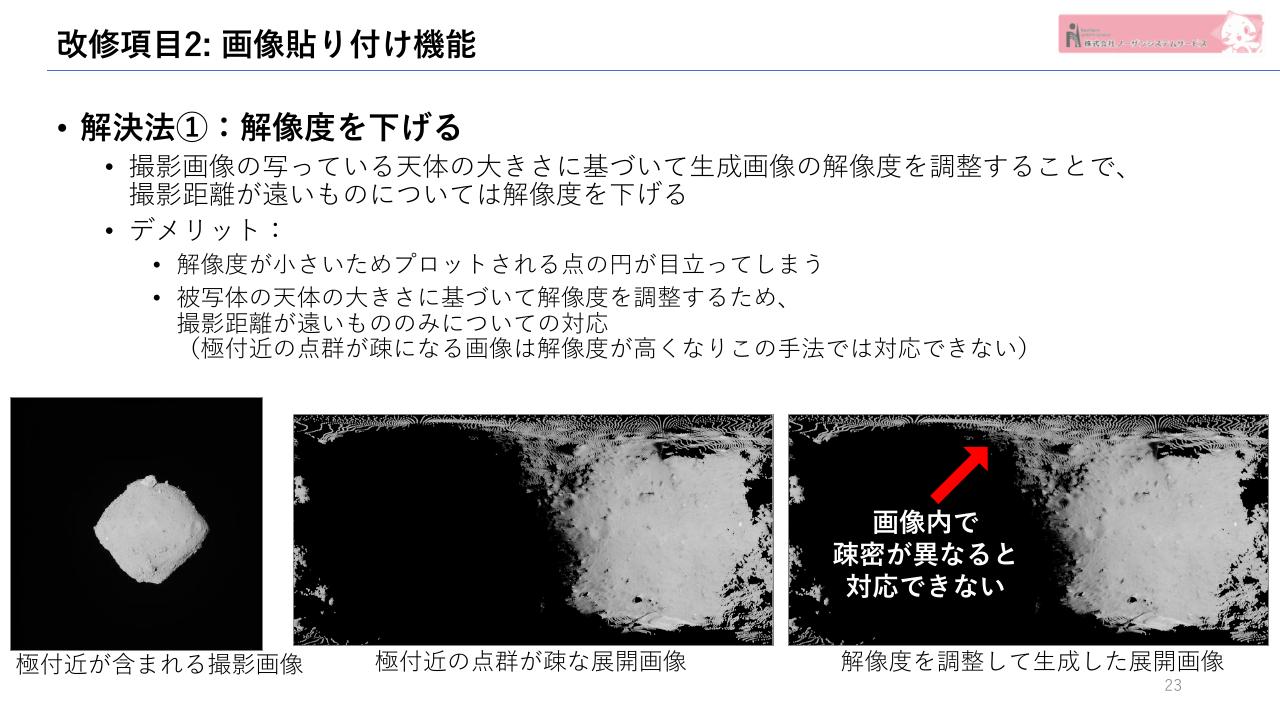 改修項目2: 画像貼り付け機能
株式会社 ノーザンシステムサービス
• 解決法①：解像度を下げる
• 撮影画像の写っている天体の大きさに基づいて生成画像の解像度を調整することで、
撮影距離が遠いものについては解像度を下げる
• デメリット：
• 解像度が小さいためプロットされる点の円が目立ってしまう
• 被写体の天体の大きさに基づいて解像度を調整するため、
撮影距離が遠いもののみについての対応
（極付近の点群が疎になる画像は解像度が高くなりこの手法では対応できない）
画像内で
疎密が異なると
対応できない
極付近が含まれる撮影画像
極付近の点群が疎な展開画像
解像度を調整して生成した展開画像
23